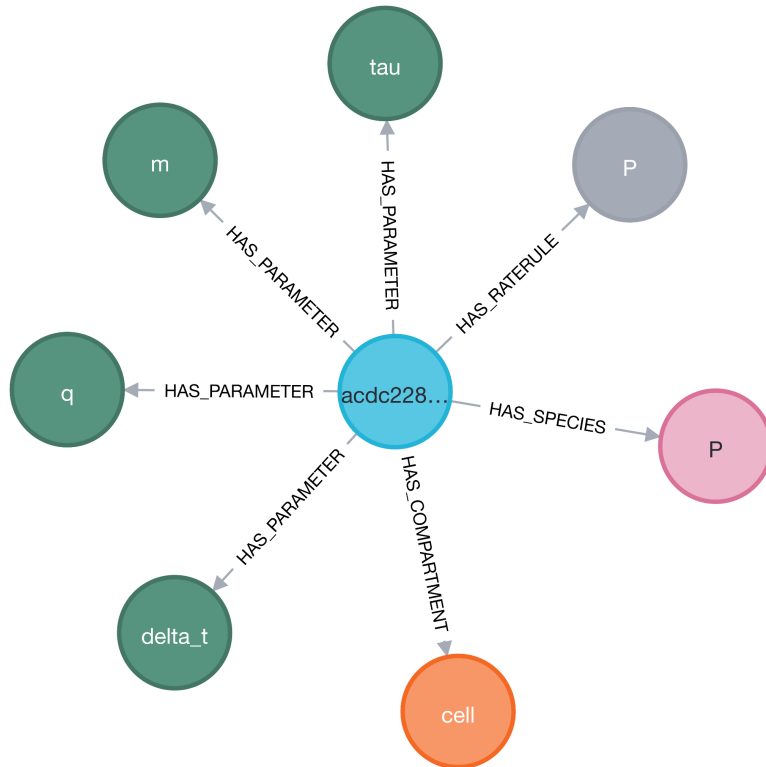 tau
m
P
HAS_PARAMETER
HAS_PARAMETER
HAS_RATERULE
q
HAS_PARAMETER
acdc228...
HAS_SPECIES
P
HAS_PARAMETER
HAS_COMPARTMENT
delta_t
cell